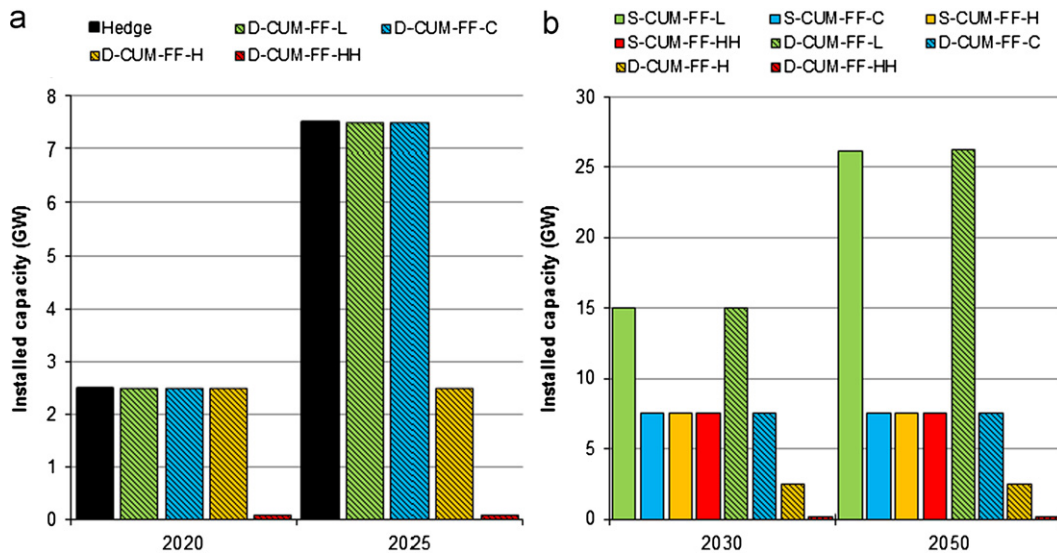 a
Hedge D-CUM-FF-L D-CUM-FF-C
D-CUM-FF-H D-CUM-FF-HH
8
7
6
5
4
3
2
1
0
Installed capacity (GW)
2020 2025
b
S-CUM-FF-L S-CUM-FF-C S-CUM-FF-H
S-CUM-FF-HH D-CUM-FF-L D-CUM-FF-C
D-CUM-FF-H D-CUM-FF-HH
30
25
20
15
10
5
0
Installed capacity (GW)
2030 2050